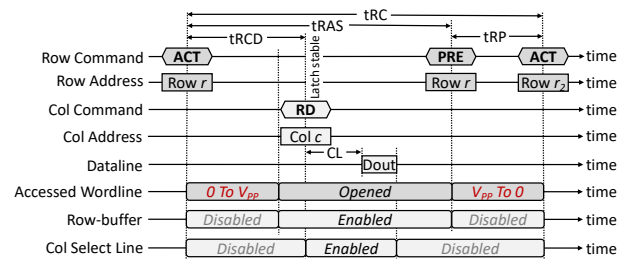 tRC
tRAS
tRCD
tRP
Latch stable
Row Command ACT PRE ACT time
Row Address Row r Row r Row r₂ time
Col Command RD time
Col Address Col c time
CL
Dataline Dout time
Accessed Wordline 0 To V_PP Opened V_PP To 0 time
Row-buffer Disabled Enabled Disabled time
Col Select Line Disabled Enabled Disabled time